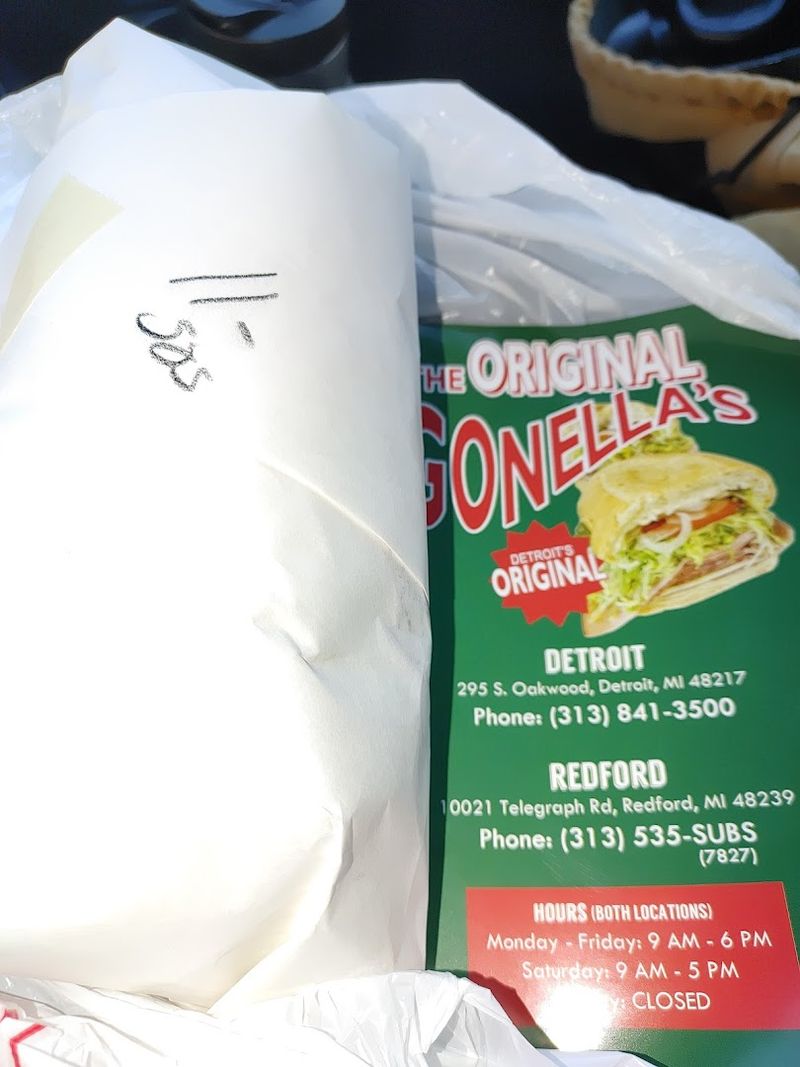 THE ORIGINAL
GONELLA'S
DETROIT'S
ORIGINAL
DETROIT
295 S. Oakwood, Detroit, MI 48217
Phone: (313) 841-3500
REDFORD
10021 Telegraph Rd, Redford, MI 48239
Phone: (313) 535-SUBS
(7827)
HOURS (BOTH LOCATIONS)
Monday - Friday: 9 AM - 6 PM
Saturday: 9 AM - 5 PM
CLOSED